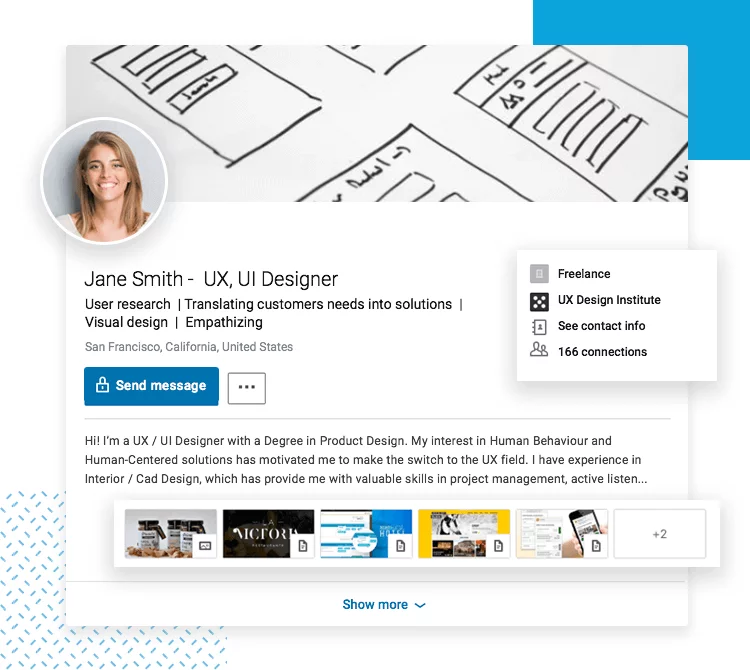 Jane Smith - UX, UI Designer
User research | Translating customers needs into solutions |
Visual design | Empathizing
San Francisco, California, United States
Send message
Freelance
UX Design Institute
See contact info
166 connections
Hi! I'm a UX / UI Designer with a Degree in Product Design. My interest in Human Behaviour and
Human-Centered solutions has motivated me to make the switch to the UX field. I have experience in
Interior / Cad Design, which has provide me with valuable skills in project management, active listen...
+2
Show more